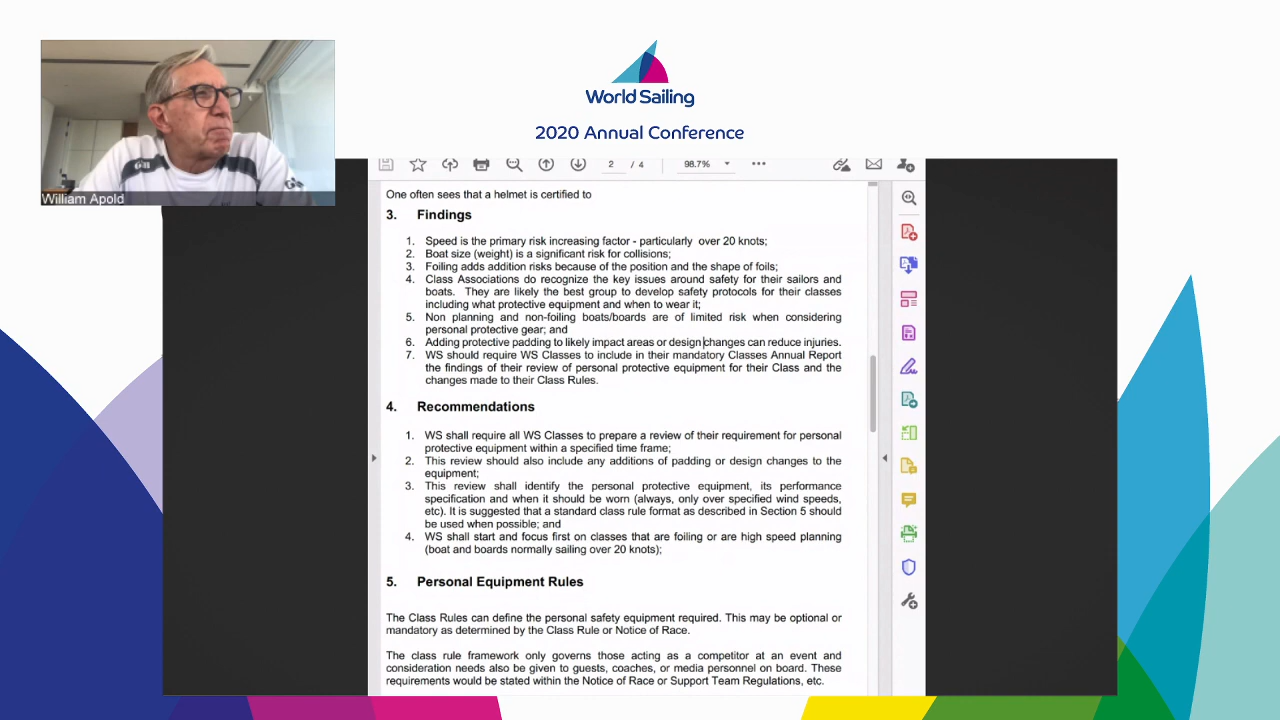 World Sailing
2020 Annual Conference
William Apold
2 / 4 98.7%
One often sees that a helmet is certified to
3. Findings
1. Speed is the primary risk increasing factor - particularly over 20 knots;
2. Boat size (weight) is a significant risk for collisions;
3. Foiling adds addition risks because of the position and the shape of foils;
4. Class Associations do recognize the key issues around safety for their sailors and
boats. They are likely the best group to develop safety protocols for their classes
including what protective equipment and when to wear it;
5. Non planning and non-foiling boats/boards are of limited risk when considering
personal protective gear; and
6. Adding protective padding to likely impact areas or design changes can reduce injuries.
7. WS should require WS Classes to include in their mandatory Classes Annual Report
the findings of their review of personal protective equipment for their Class and the
changes made to their Class Rules.
4. Recommendations
1. WS shall require all WS Classes to prepare a review of their requirement for personal
protective equipment within a specified time frame;
2. This review should also include any additions of padding or design changes to the
equipment;
3. This review shall identify the personal protective equipment, its performance
specification and when it should be worn (always, only over specified wind speeds,
etc). It is suggested that a standard class rule format as described in Section 5 should
be used when possible; and
4. WS shall start and focus first on classes that are foiling or are high speed planning
(boat and boards normally sailing over 20 knots);
5. Personal Equipment Rules
The Class Rules can define the personal safety equipment required. This may be optional or
mandatory as determined by the Class Rule or Notice of Race.
The class rule framework only governs those acting as a competitor at an event and
consideration needs also be given to guests, coaches, or media personnel on board. These
requirements would be stated within the Notice of Race or Support Team Regulations, etc.